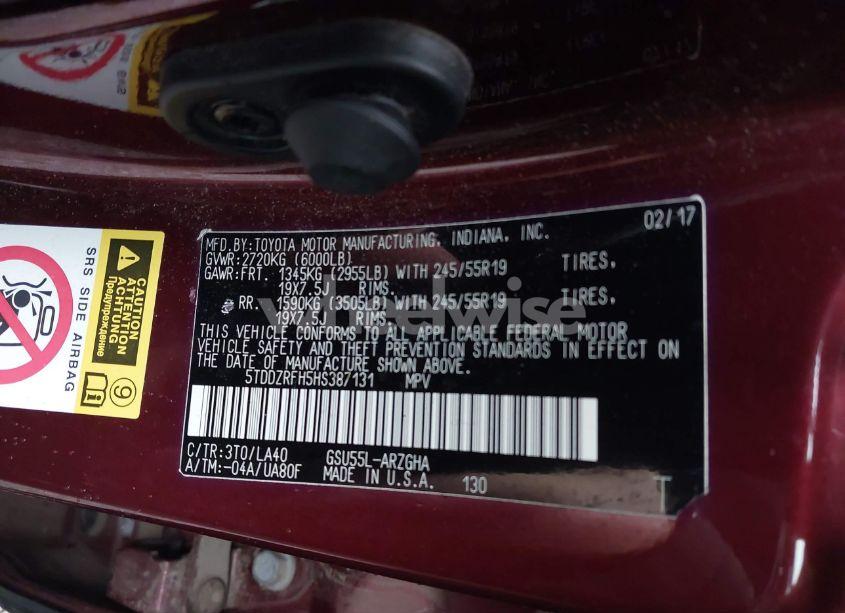 02/17
MFD.BY:TOYOTA MOTOR MANUFACTURING, INDIANA, INC.
GVWR:2720KG (6000LB)
GAWR:FRT. 1345KG (2955LB) WITH 245/55R19 TIRES.
19X7.5J RIMS.
RR. 1590KG (3505LB) WITH 245/55R19 TIRES.
19X7.5J RIMS.
THIS VEHICLE CONFORMS TO ALL APPLICABLE FEDERAL MOTOR
VEHICLE SAFETY, THEFT PREVENTION STANDARDS IN EFFECT ON
THE DATE OF MANUFACTURE SHOWN ABOVE.
5TDDZRFH5HS387131 MPV
C/TR:3T0/LA40 GSU55L-ARZGHA
A/TM:-04A/UA80F MADE IN U.S.A. 130 T
SRS SIDE AIRBAG
CAUTION
ATTENTION
ACHTUNG
Предупреждение
9
wheelwise